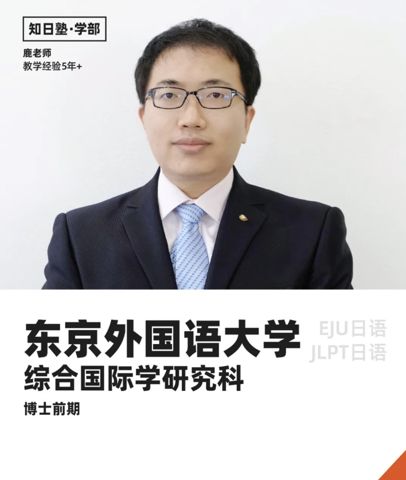 知日塾·学部
鹿老师
教学经验5年+
东京外国语大学
EJU日语
JLPT日语
综合国际学研究科
博士前期